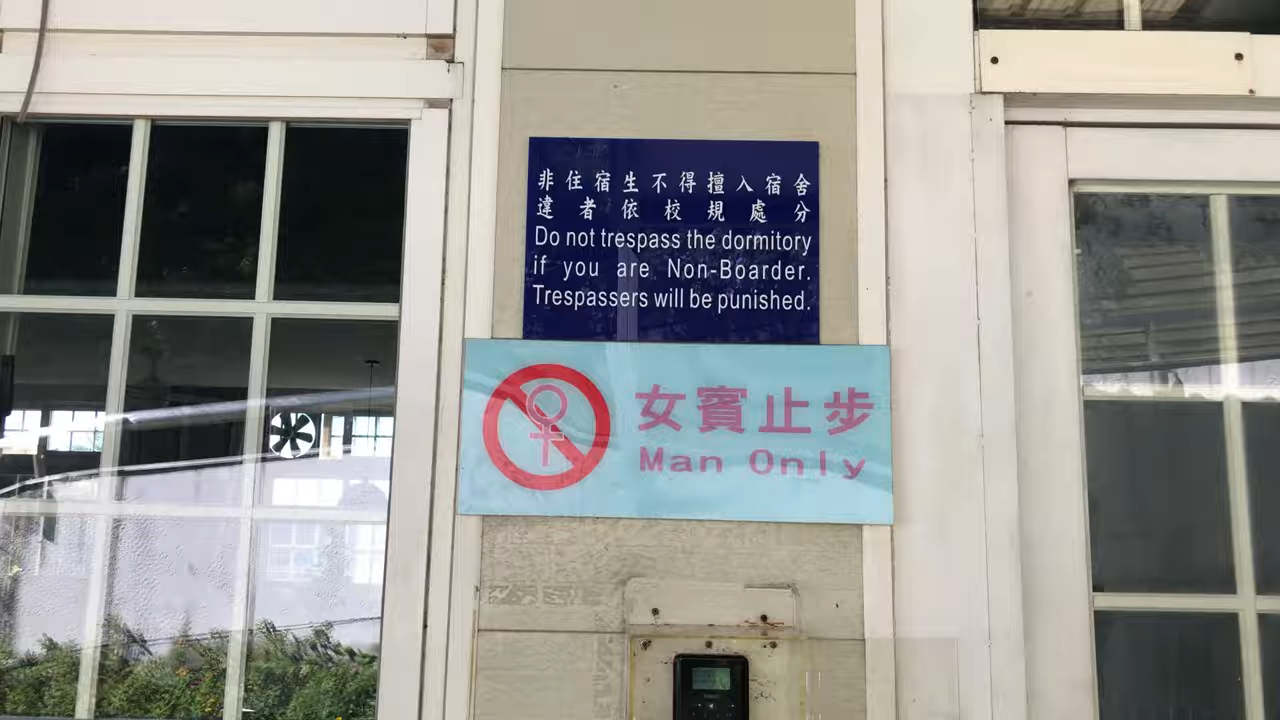 非住宿生不得擅入宿舍
違者依校規處分
Do not trespass the dormitory
if you are Non-Boarder.
Trespassers will be punished.
女賓止步
Man Only